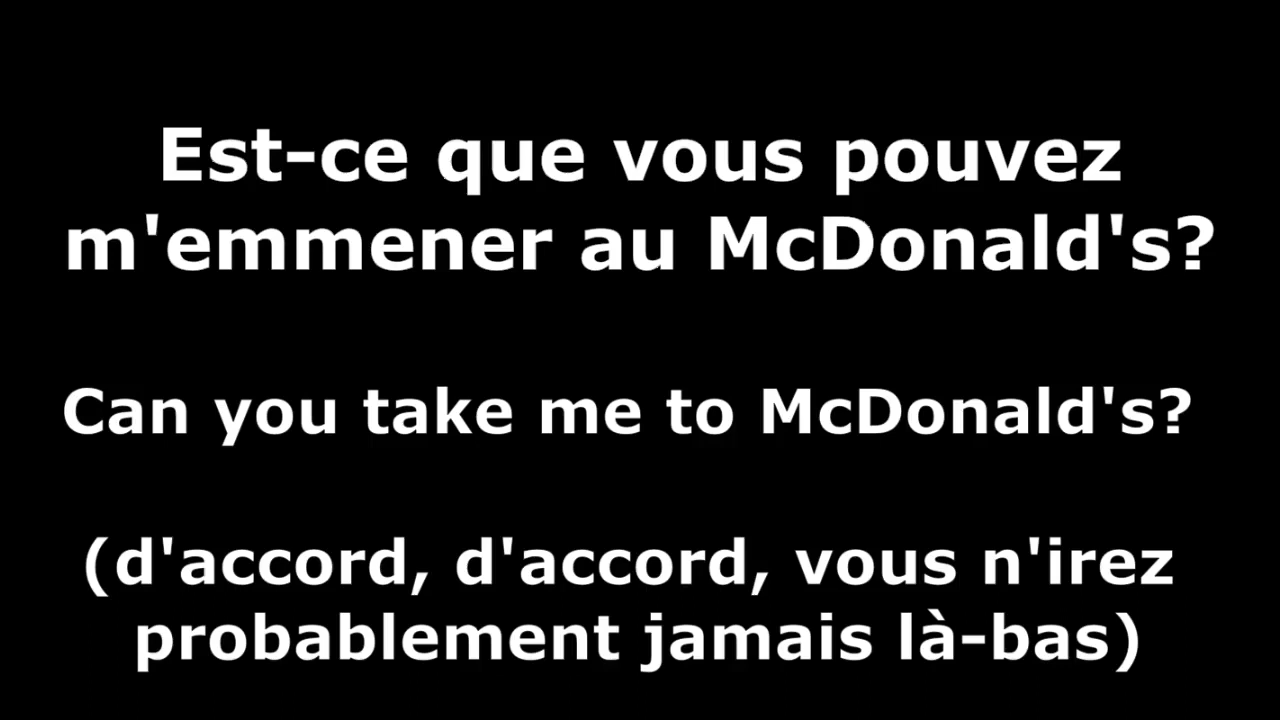 Est-ce que vous pouvez
m'emmener au McDonald's?
Can you take me to McDonald's?
(d'accord, d'accord, vous n'irez
probablement jamais là-bas)